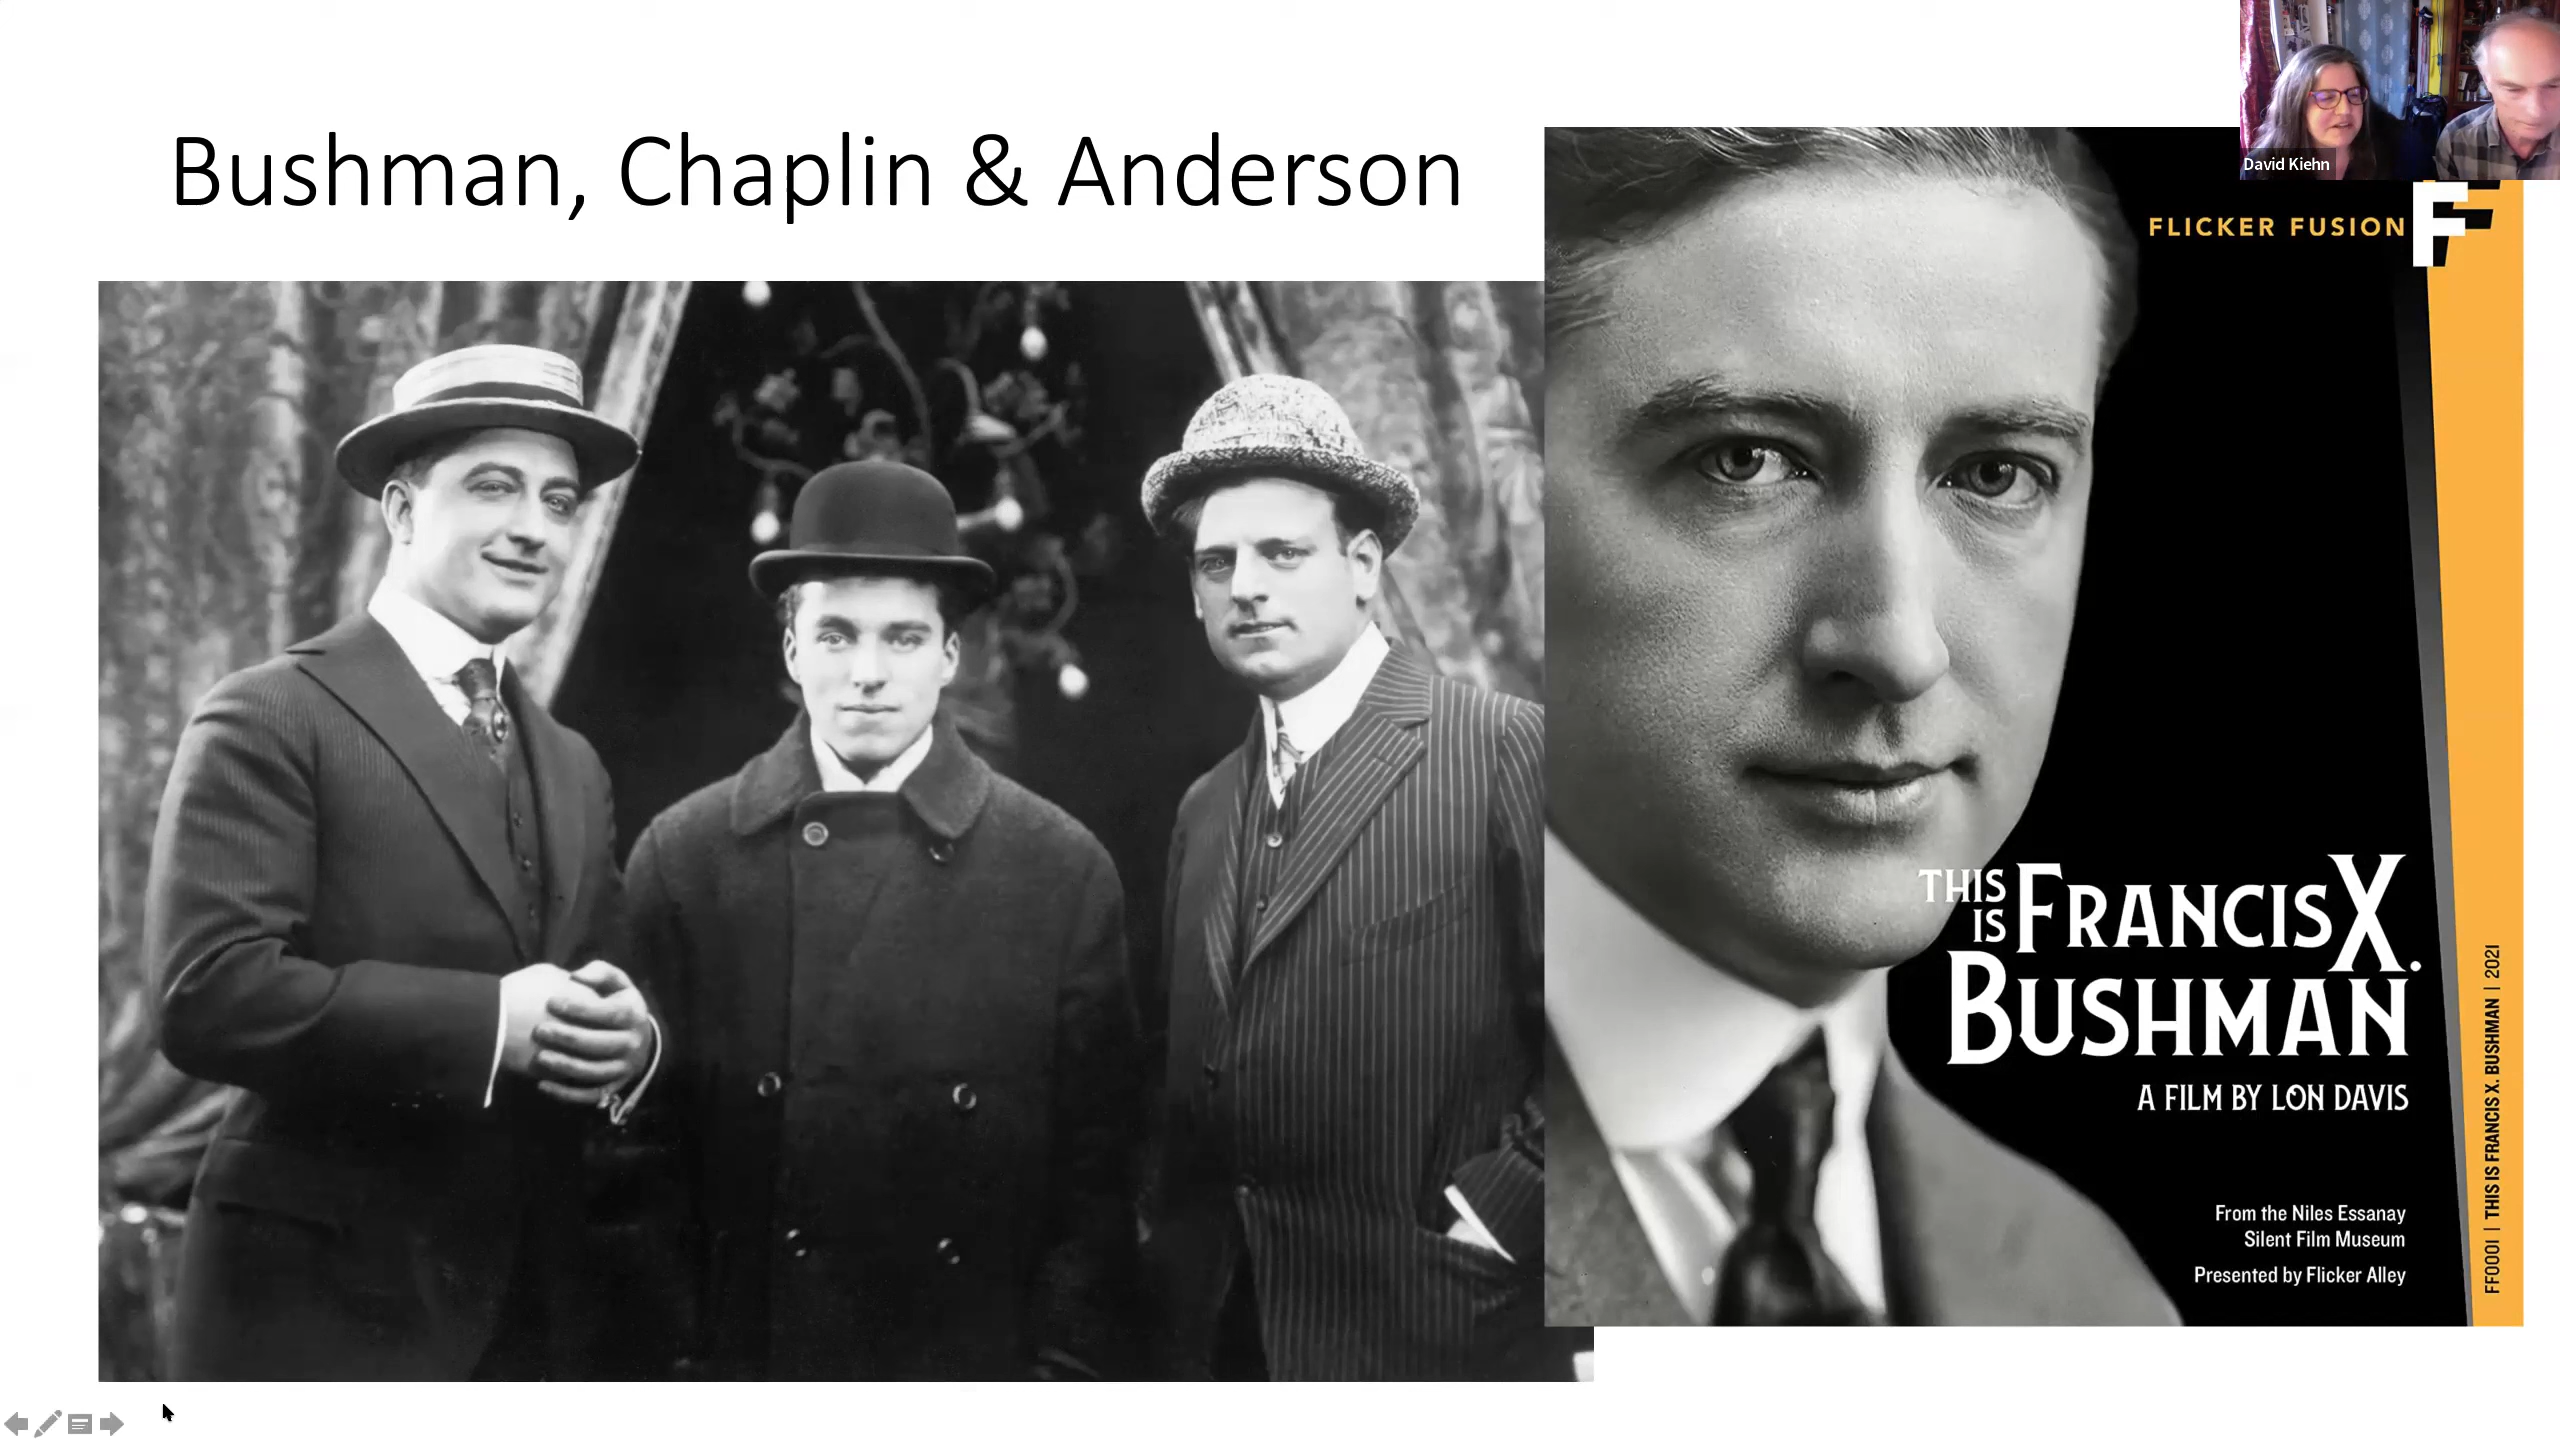 Bushman, Chaplin & Anderson
David Kiehn
FLICKER FUSION
F
THIS
IS
FRANCIS X.
BUSHMAN
A FILM BY LON DAVIS
From the Niles Essanay
Silent Film Museum
Presented by Flicker Alley
FF001 | THIS IS FRANCIS X. BUSHMAN | 2021